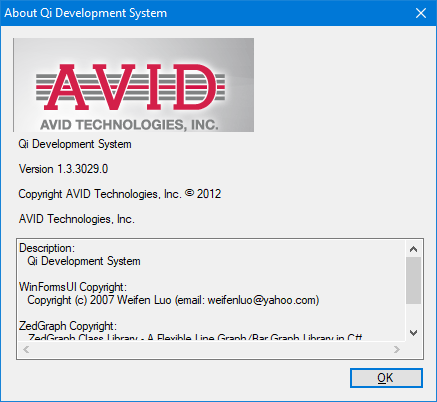 About Qi Development System
AVID
AVID TECHNOLOGIES, INC.
Qi Development System
Version 1.3.3029.0
Copyright AVID Technologies, Inc. © 2012
AVID Technologies, Inc.
Description:
Qi Development System
WinFormsUI Copyright:
Copyright (c) 2007 Weifen Luo (email: weifenluo@yahoo.com)
ZedGraph Copyright:
ZedGraph Class Library - A Flexible Line Graph/Bar Graph Library in C#
OK